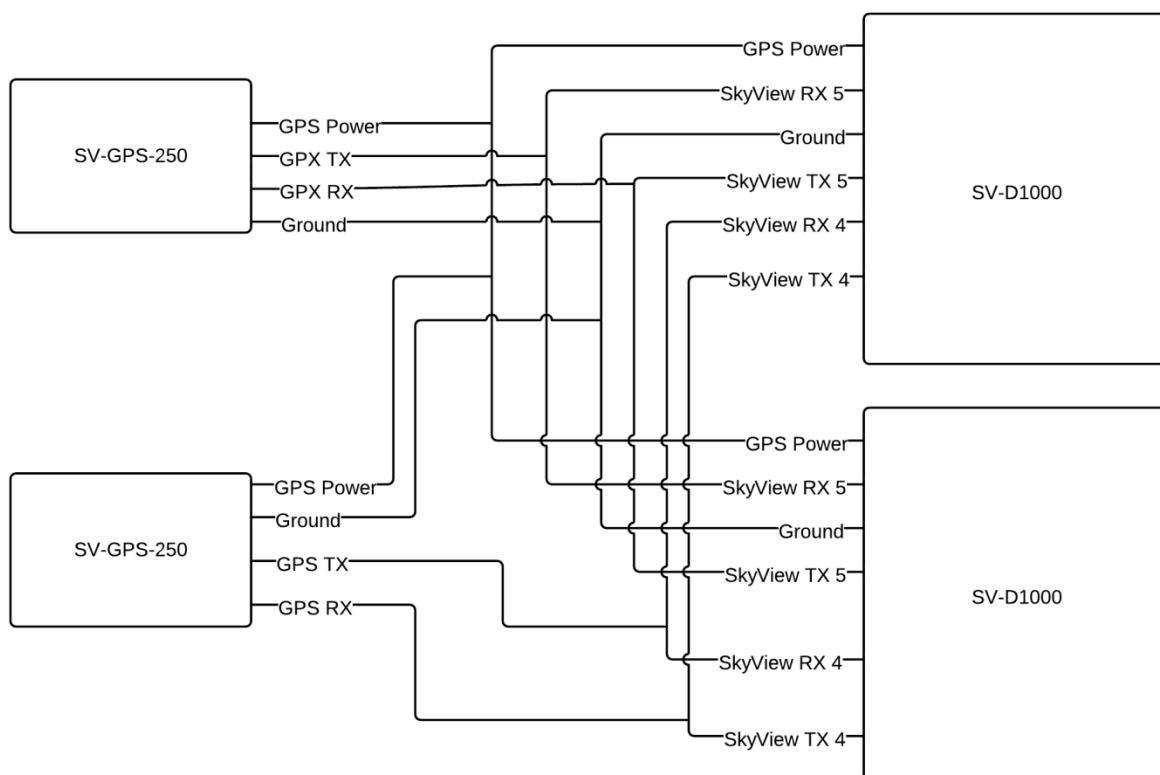 SV-GPS-250
GPS Power
GPX TX
GPX RX
Ground
GPS Power
SkyView RX 5
Ground
SkyView TX 5
SkyView RX 4
SkyView TX 4
SV-D1000
SV-GPS-250
GPS Power
Ground
GPS TX
GPS RX
GPS Power
SkyView RX 5
Ground
SkyView TX 5
SkyView RX 4
SkyView TX 4
SV-D1000